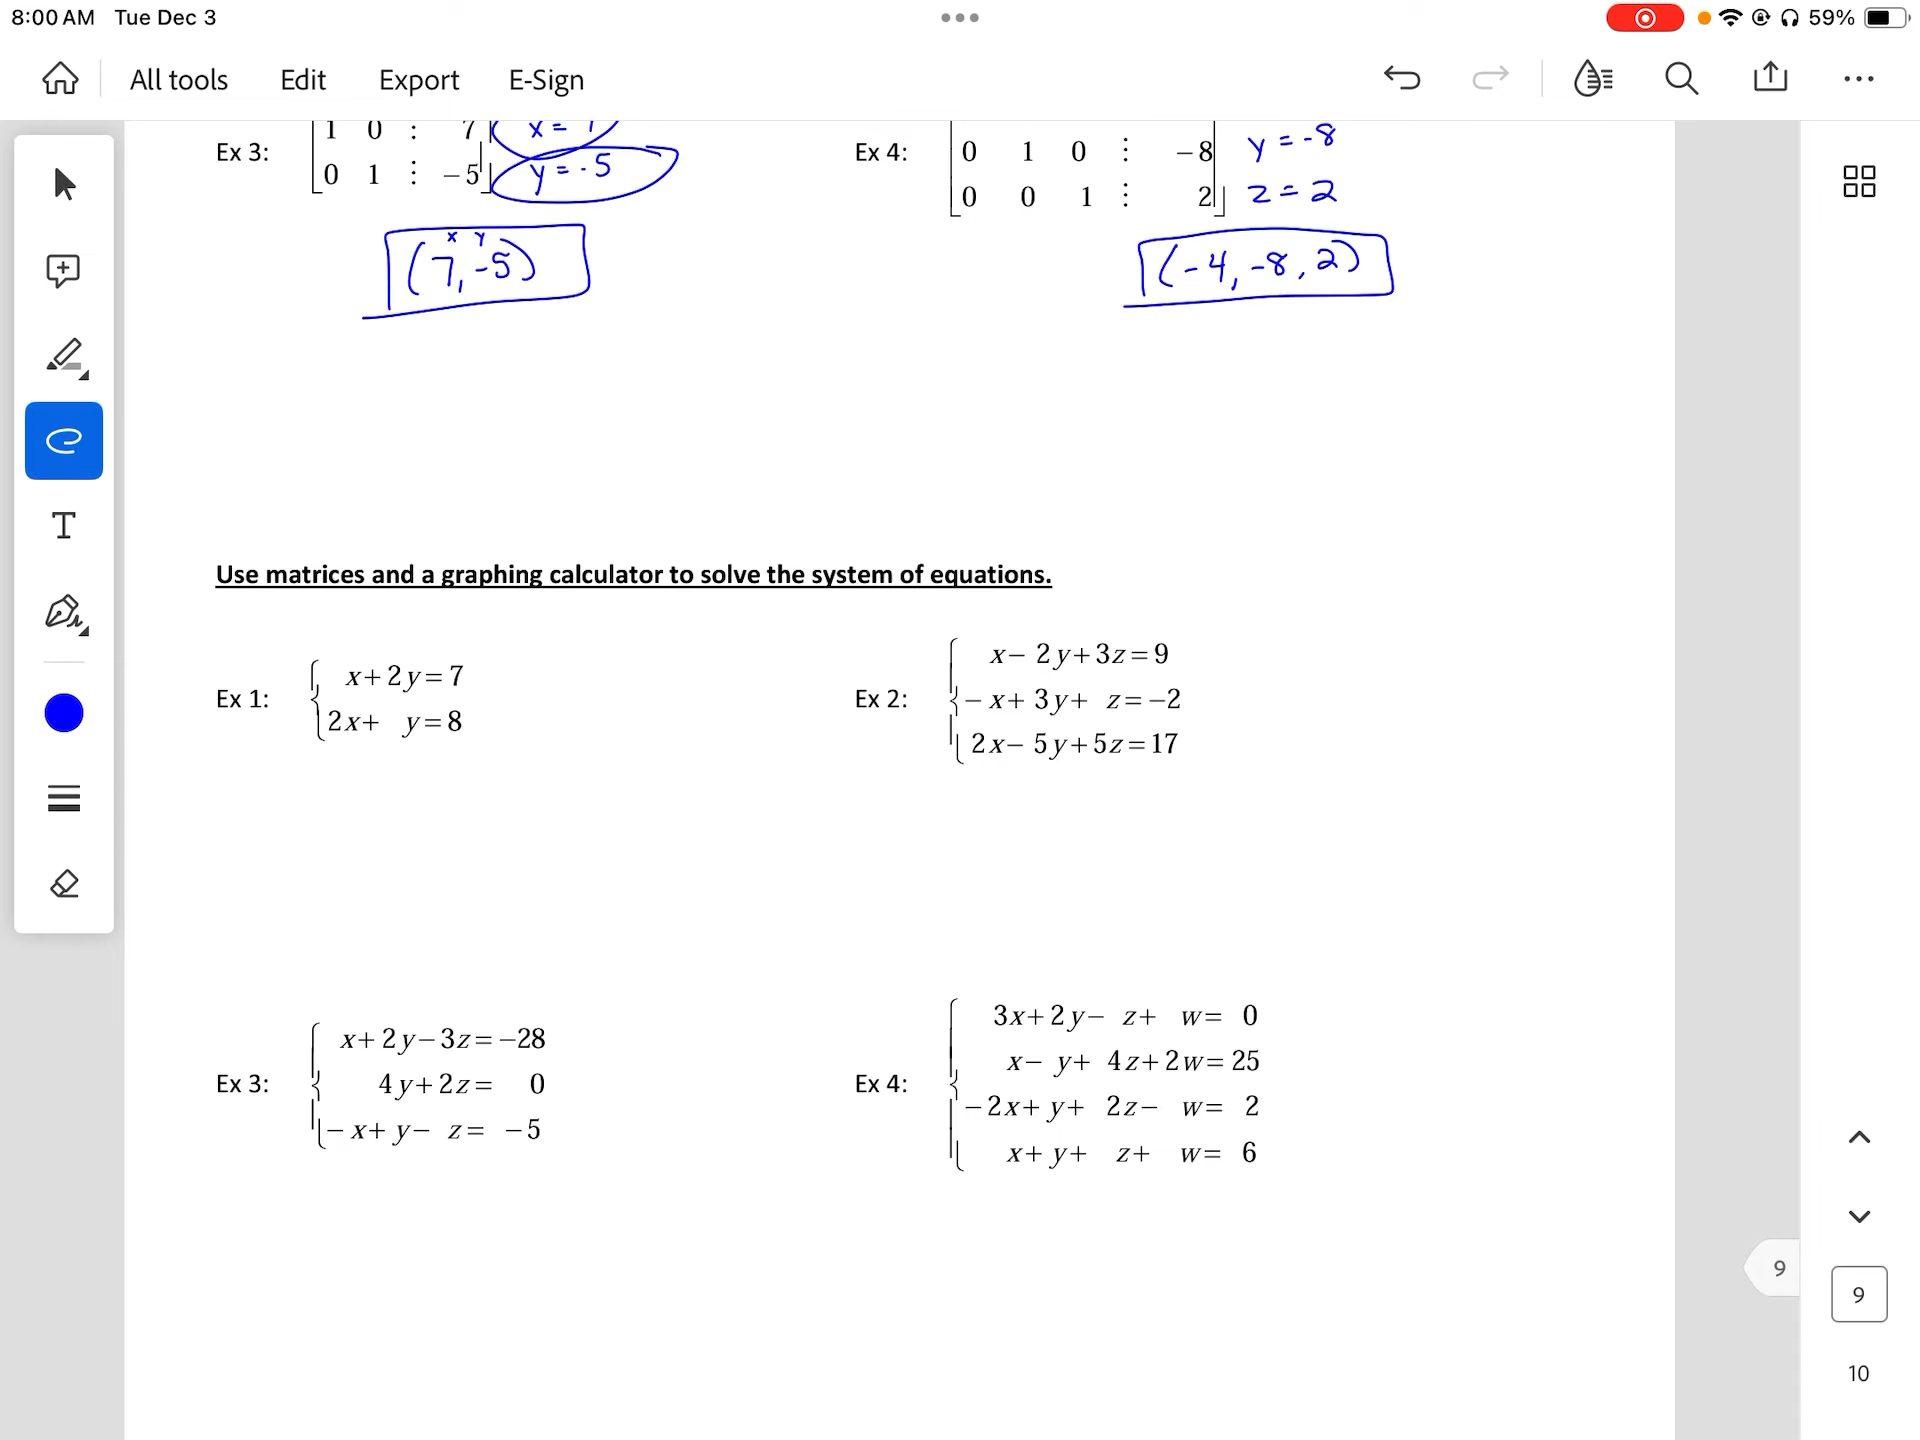 8:00 AM Tue Dec 3
59%
All tools Edit Export E-Sign
Ex 3:
1 0 : 7 x =
0 1 ⋮ −5 y = -5
x y
(7, -5)
Ex 4:
0 1 0 ⋮ −8 y = -8
0 0 1 ⋮ 2 z = 2
(-4, -8, 2)
Use matrices and a graphing calculator to solve the system of equations.
Ex 1:
x+2y=7
2x+ y=8
Ex 2:
x− 2y+3z=9
−x+ 3y+ z=−2
2x− 5y+5z=17
Ex 3:
x+2y−3z=−28
4y+2z= 0
−x+ y− z= −5
Ex 4:
3x+2y− z+ w= 0
x− y+ 4z+2w= 25
−2x+ y+ 2z− w= 2
x+ y+ z+ w= 6
T
9
9
10